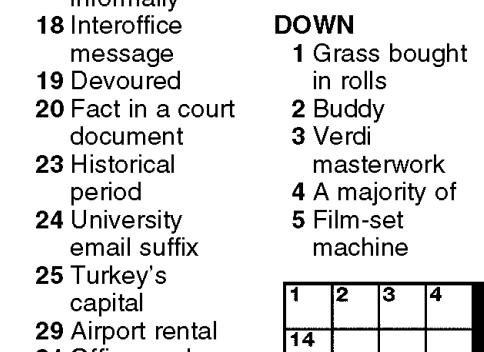 informally
18 Interoffice
message
19 Devoured
20 Fact in a court
document
23 Historical
period
24 University
email suffix
25 Turkey's
capital
29 Airport rental
DOWN
1 Grass bought
in rolls
2 Buddy
3 Verdi
masterwork
4 A majority of
5 Film-set
machine
1 2 3 4
14